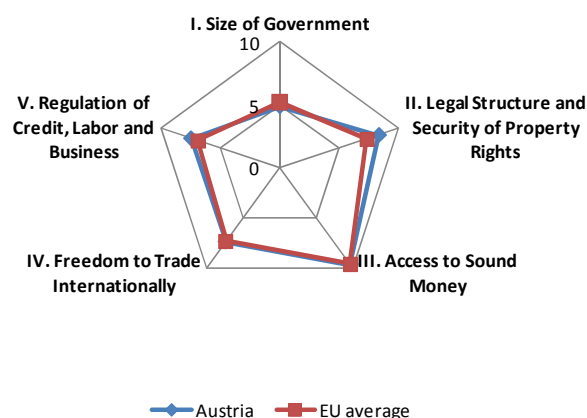 I. Size of Government
10
5
0
II. Legal Structure and
Security of Property
Rights
III. Access to Sound
Money
IV. Freedom to Trade
Internationally
V. Regulation of
Credit, Labor and
Business
Austria
EU average